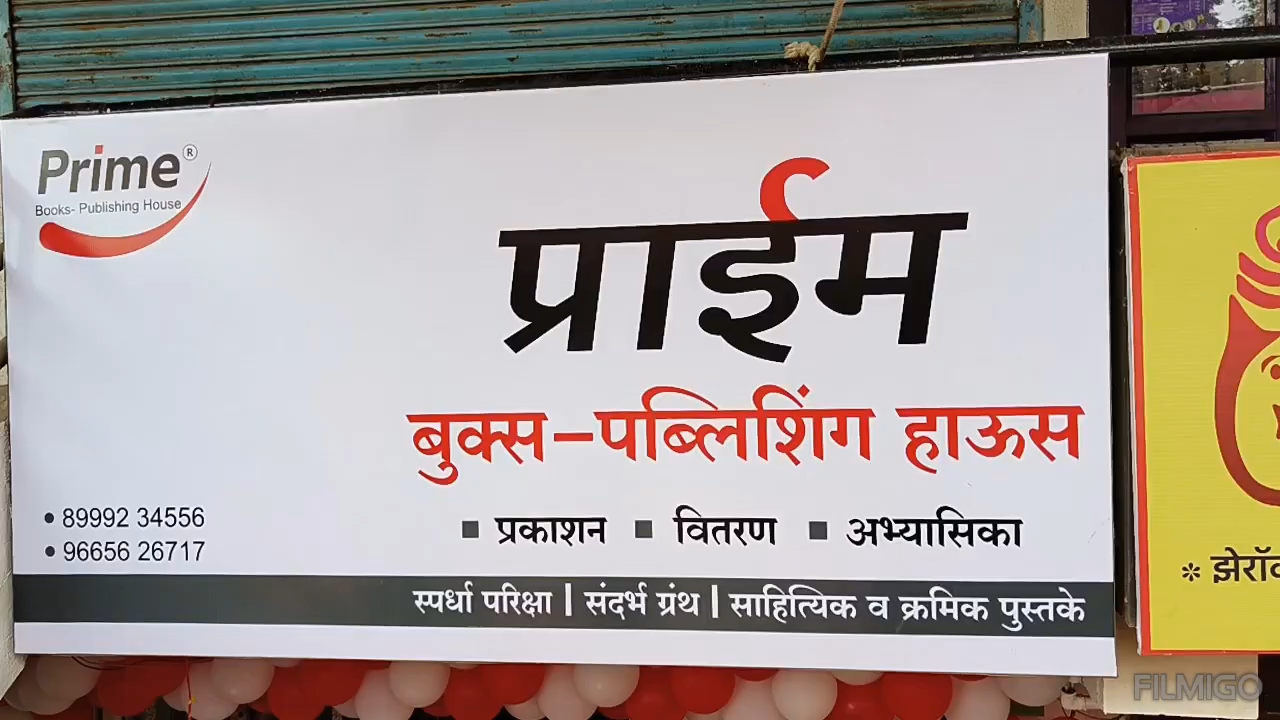 Prime®
Books- Publishing House
प्राईम
बुक्स-पब्लिशिंग हाऊस
• 89992 34556
• 96656 26717
▪ प्रकाशन ▪ वितरण ▪ अभ्यासिका
स्पर्धा परिक्षा | संदर्भ ग्रंथ | साहित्यिक व क्रमिक पुस्तके
FILMIGO